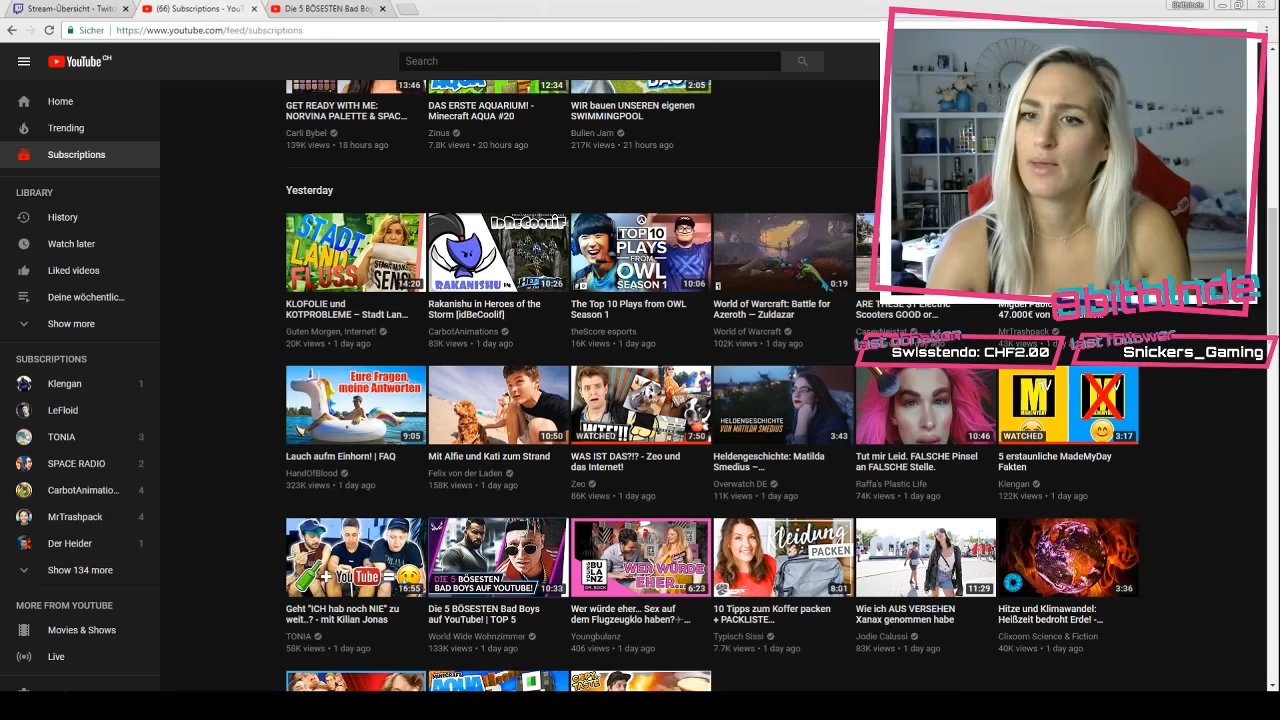 Stream-Übersicht - Twitc
(66) Subscriptions - YouT
Die 5 BÖSESTEN Bad Boy
8bitblnde
Sicher
https://www.youtube.com/feed/subscriptions
YouTube CH
Search
Home
Trending
Subscriptions
LIBRARY
History
Watch later
Liked videos
Deine wöchentlic...
Show more
SUBSCRIPTIONS
Klengan 1
LeFloid
TONIA 3
SPACE RADIO 2
CarbotAnimatio... 4
MrTrashpack 4
Der Heider 1
Show 134 more
MORE FROM YOUTUBE
Movies & Shows
Live
13:46
GET READY WITH ME:
NORVINA PALETTE & SPAC...
Carli Bybel
139K views • 18 hours ago
12:34
DAS ERSTE AQUARIUM! -
Minecraft AQUA #20
Zinus
7.8K views • 20 hours ago
2:05
WIR bauen UNSEREN eigenen
SWIMMINGPOOL
Bulien Jam
217K views • 21 hours ago
Yesterday
STADT
LAND
FLUSS
14:20
KLOFOLIE und
KOTPROBLEME – Stadt Lan...
Guten Morgen, Internet!
20K views • 1 day ago
IDBECOOLIF
RAKANISHU
10:26
Rakanishu in Heroes of the
Storm [idBeCoolif]
CarbotAnimations
83K views • 1 day ago
TOP 10
PLAYS
FROM
OWL
SEASON 1
10:06
The Top 10 Plays from OWL
Season 1
theScore esports
16K views • 1 day ago
0:19
World of Warcraft: Battle for
Azeroth — Zuldazar
World of Warcraft
102K views • 1 day ago
ARE THESE $1 Electric
Scooters GOOD or...
CaseyNeistat
Miguel Pablo
47.000€ von
MrTrashpack
8bitblnde
last donation
Swisstendo: CHF2.00
last follower
Snickers_Gaming
Eure Fragen,
meine Antworten
9:05
Lauch aufm Einhorn! | FAQ
HandOfBlood
323K views • 1 day ago
10:50
Mit Alfie und Kati zum Strand
Felix von der Laden
158K views • 1 day ago
WTF!!
WATCHED
7:50
WAS IST DAS?!? - Zeo und
das Internet!
Zeo
86K views • 1 day ago
HELDENGESCHICHTE
VON MATILDA SMEDIUS
3:43
Heldengeschichte: Matilda
Smedius –...
Overwatch DE
11K views • 1 day ago
10:46
Tut mir Leid. FALSCHE Pinsel
an FALSCHE Stelle.
Raffa's Plastic Life
74K views • 1 day ago
WATCHED
3:17
5 erstaunliche MadeMyDay
Fakten
Klengan
122K views • 1 day ago
+ YouTube =
16:55
Geht "ICH hab noch NIE" zu
weit..? - mit Kilian Jonas
TONIA
58K views • 1 day ago
DIE 5 BÖSESTEN
BAD BOYS AUF YOUTUBE!
10:33
Die 5 BÖSESTEN Bad Boys
auf YouTube! | TOP 5
World Wide Wohnzimmer
133K views • 1 day ago
BULA
NZ
WER WÜRDE
EHER...
6:23
Wer würde eher... Sex auf
dem Flugzeugklo haben?✈...
Youngbulanz
406 views • 1 day ago
Kleidung
PACKEN
8:01
10 Tipps zum Koffer packen
+ PACKLISTE...
Typisch Sissi
7.7K views • 1 day ago
11:29
Wie ich AUS VERSEHEN
Xanax genommen habe
Jodie Calussi
83K views • 1 day ago
3:36
Hitze und Klimawandel:
Heißzeit bedroht Erde! -...
Clixoom Science & Fiction
40K views • 1 day ago